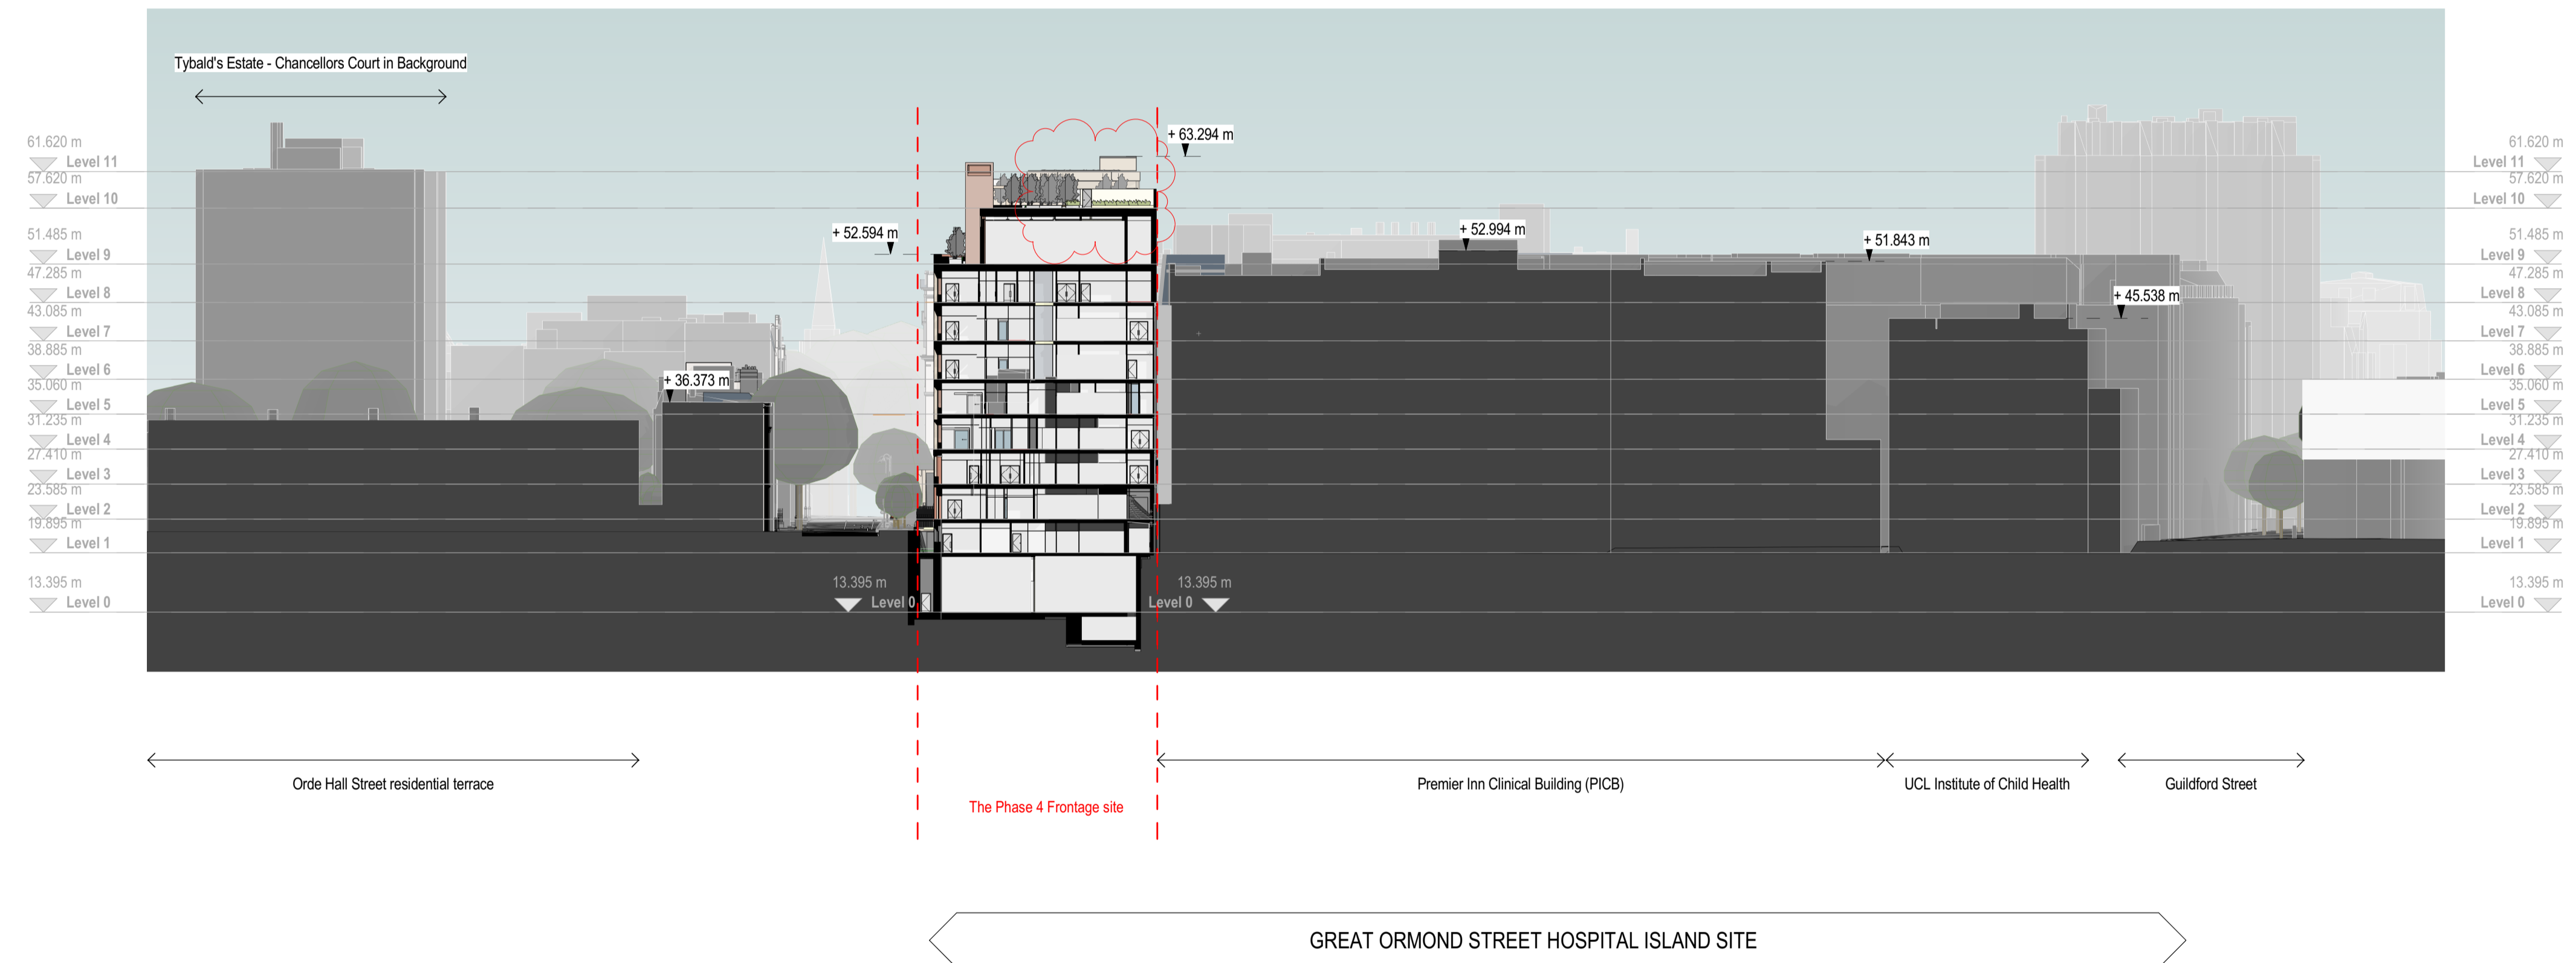 Tybald's Estate - Chancellors Court in Background
61.620 m
Level 11
57.620 m
Level 10
51.485 m
Level 9
47.285 m
Level 8
43.085 m
Level 7
38.885 m
Level 6
35.060 m
Level 5
31.235 m
Level 4
27.410 m
Level 3
23.585 m
Level 2
19.895 m
Level 1
13.395 m
Level 0
+ 36.373 m
+ 52.594 m
+ 63.294 m
+ 52.994 m
+ 51.843 m
+ 45.538 m
13.395 m
Level 0
13.395 m
Level 0
61.620 m
Level 11
57.620 m
Level 10
51.485 m
Level 9
47.285 m
Level 8
43.085 m
Level 7
38.885 m
Level 6
35.060 m
Level 5
31.235 m
Level 4
27.410 m
Level 3
23.585 m
Level 2
19.895 m
Level 1
13.395 m
Level 0
Orde Hall Street residential terrace
The Phase 4 Frontage site
Premier Inn Clinical Building (PICB)
UCL Institute of Child Health
Guildford Street
GREAT ORMOND STREET HOSPITAL ISLAND SITE